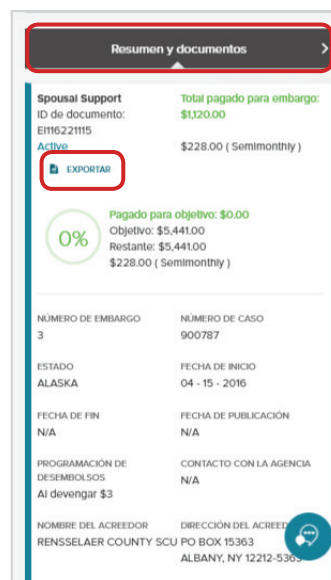 Resumen y documentos
Spousal Support
ID de documento:
EI116221115
Active
EXPORTAR
Total pagado para embargo:
$1,120.00
$228.00 ( Semimonthly )
0%
Pagado para objetivo: $0.00
Objetivo: $5,441.00
Restante: $5,441.00
$228.00 ( Semimonthly )
NÚMERO DE EMBARGO
3
NÚMERO DE CASO
900787
ESTADO
ALASKA
FECHA DE INICIO
04 - 15 - 2016
FECHA DE FIN
N/A
FECHA DE PUBLICACIÓN
N/A
PROGRAMACIÓN DE
DESEMBOLSOS
Al devengar $3
CONTACTO CON LA AGENCIA
N/A
NOMBRE DEL ACREEDOR
RENSSELAER COUNTY SCU
DIRECCIÓN DEL
PO BOX 15363
ALBANY, NY